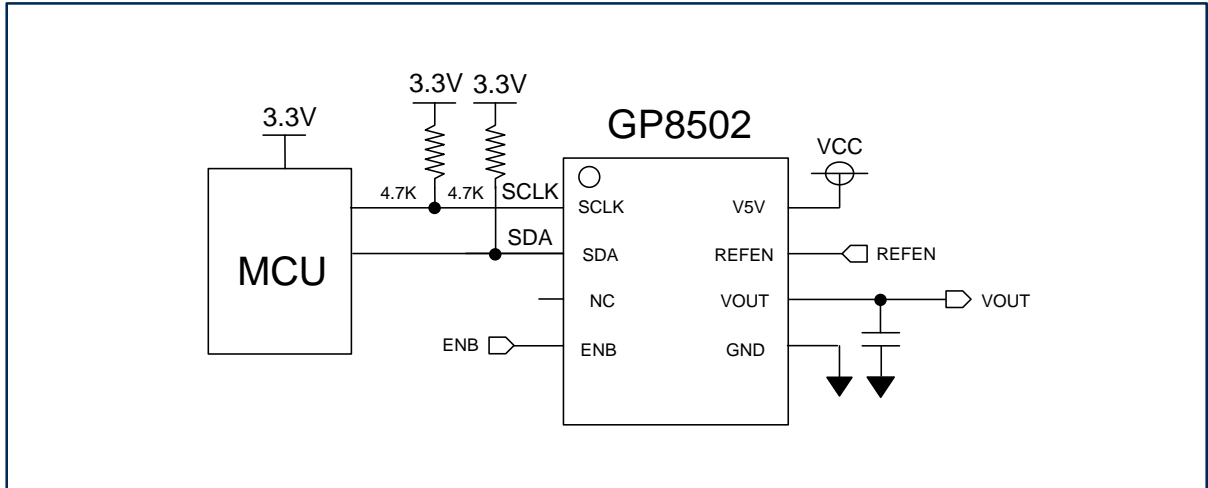 3.3V 3.3V
3.3V
GP8502
VCC
4.7K 4.7K SCLK
SCLK V5V
SDA
SDA REFEN REFEN
MCU
NC VOUT VOUT
ENB ENB GND